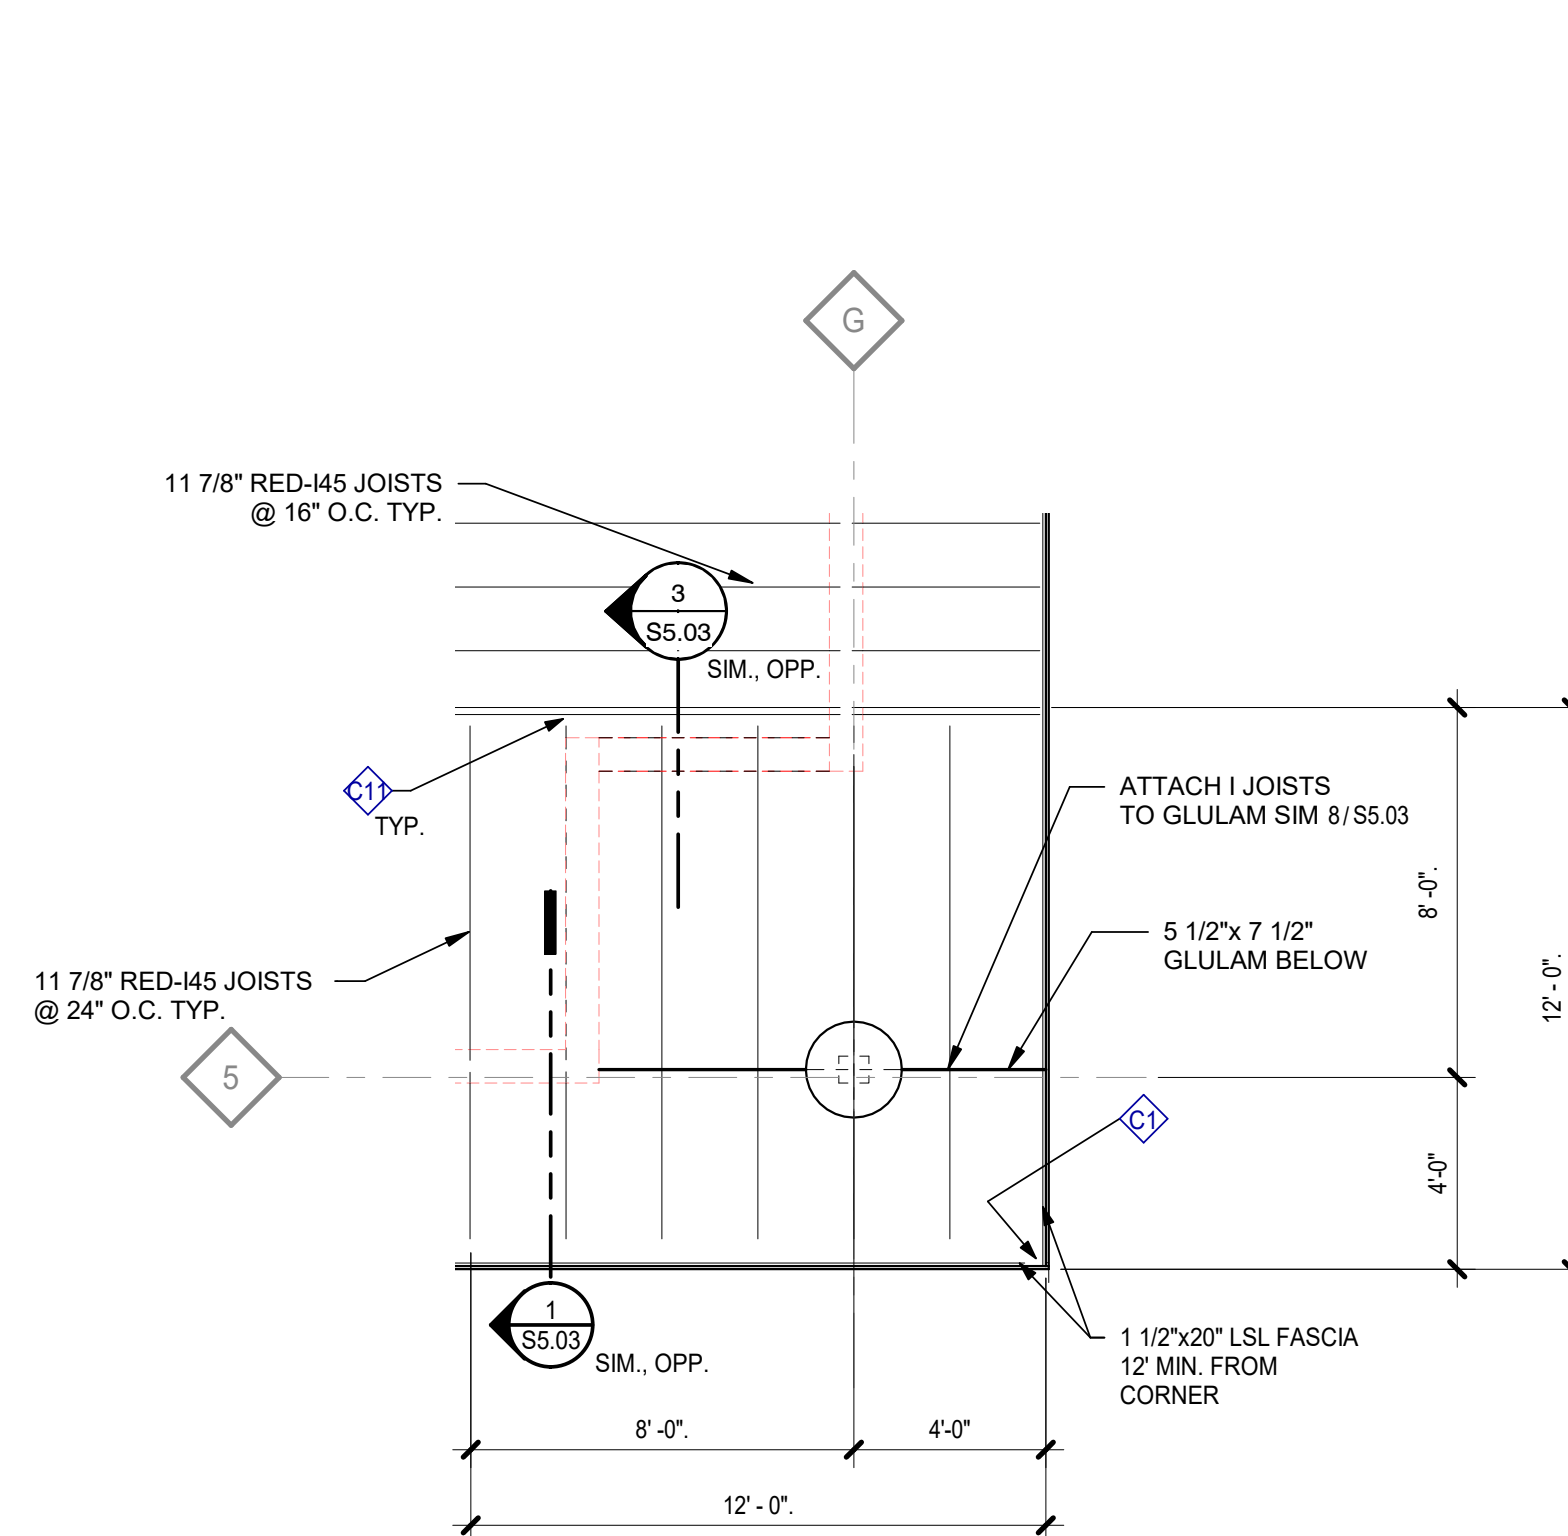 G
11 7/8" RED-I45 JOISTS
@ 16" O.C. TYP.
3
S5.03
SIM., OPP.
C11
TYP.
ATTACH I JOISTS
TO GLULAM SIM 8/S5.03
8' -0".
5 1/2"x 7 1/2"
GLULAM BELOW
12' - 0".
11 7/8" RED-I45 JOISTS
@ 24" O.C. TYP.
5
C1
4'-0"
1
S5.03
SIM., OPP.
1 1/2"x20" LSL FASCIA
12' MIN. FROM
CORNER
8' -0".
4'-0"
12' - 0".